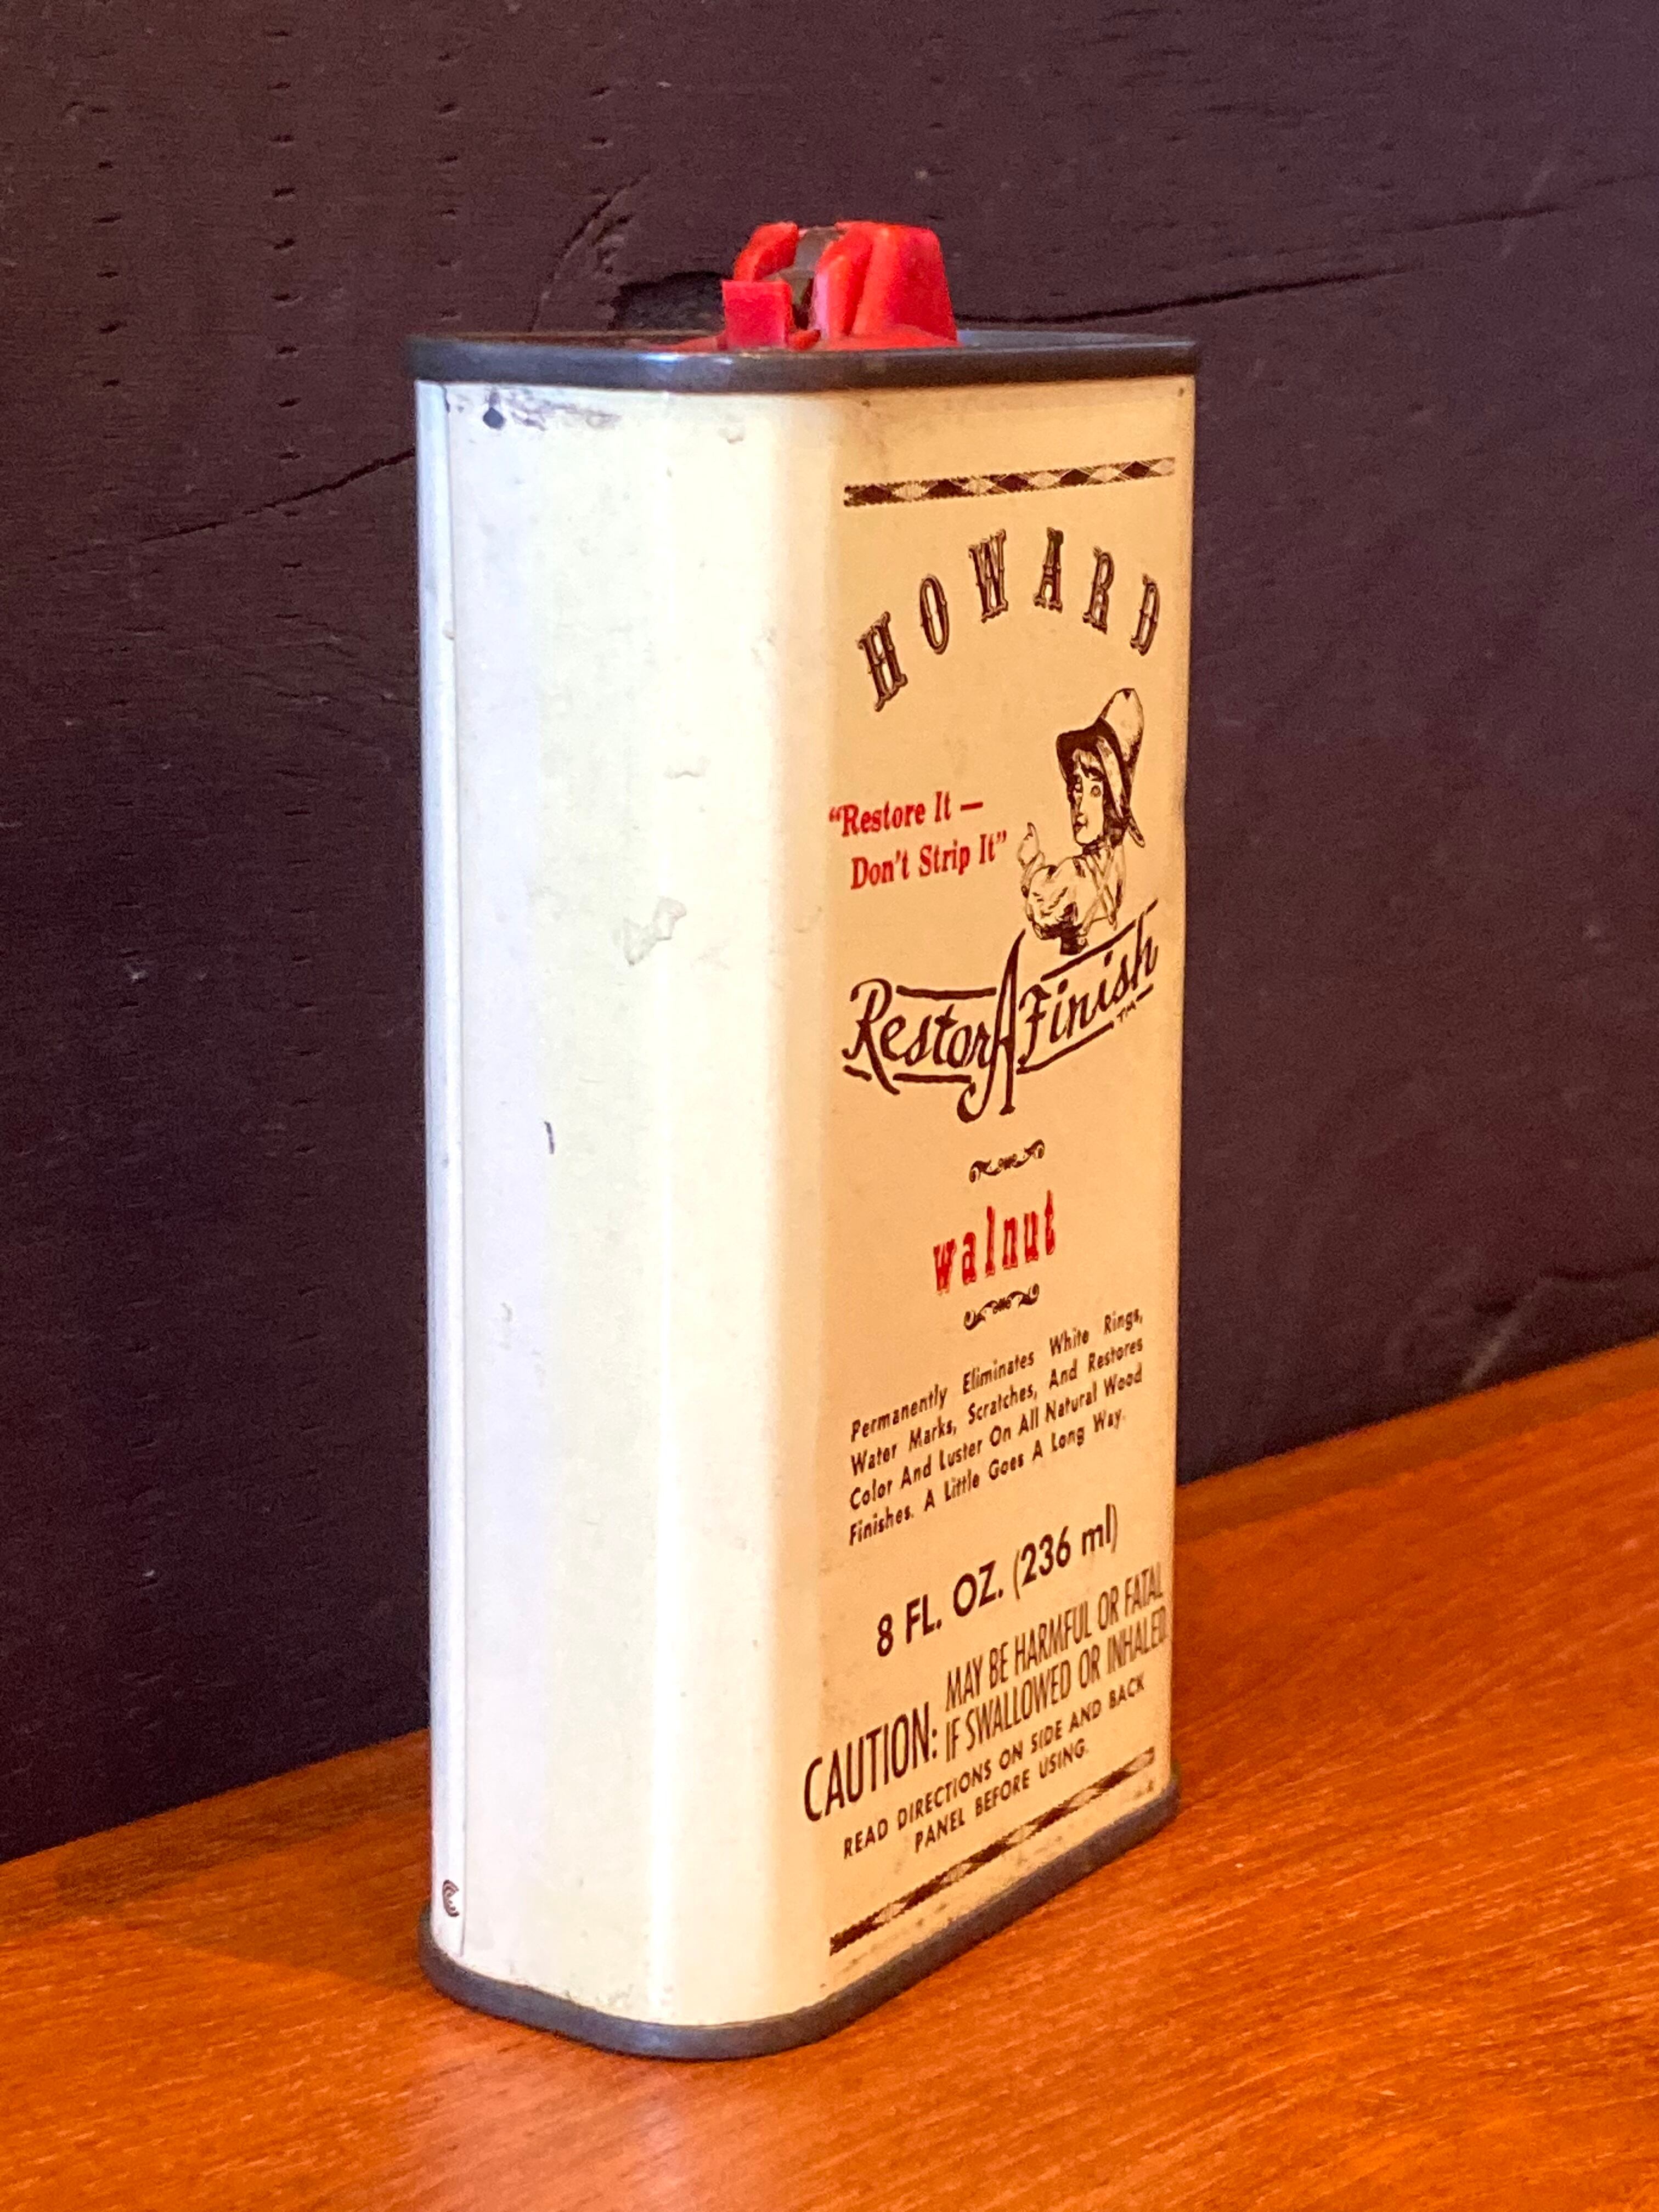 HOWARD
“Restore It —
Don't Strip It”
RestorAFinish™
walnut
Permanently Eliminates White Rings,
Water Marks, Scratches, And Restores
Color And Luster On All Natural Wood
Finishes. A Little Goes A Long Way.
8 FL. OZ. (236 ml)
CAUTION: MAY BE HARMFUL OR FATAL
IF SWALLOWED OR INHALED.
READ DIRECTIONS ON SIDE AND BACK
PANEL BEFORE USING.